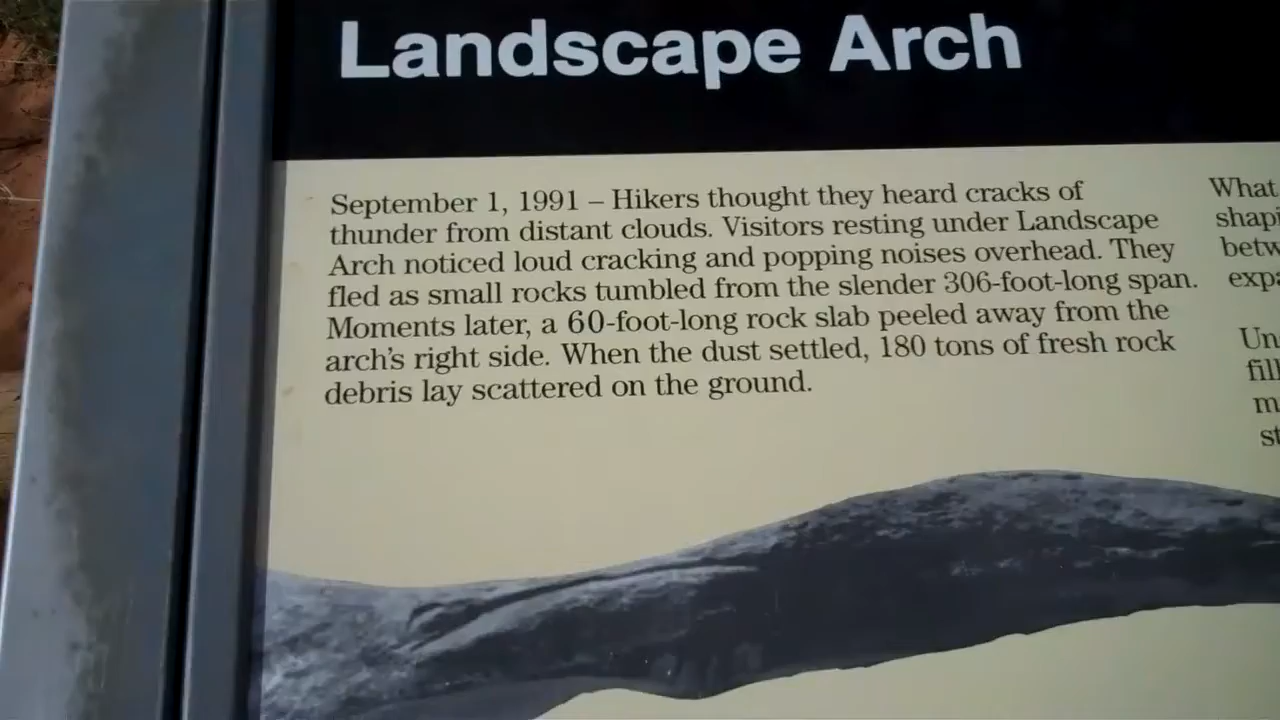 Landscape Arch
September 1, 1991 – Hikers thought they heard cracks of
thunder from distant clouds. Visitors resting under Landscape
Arch noticed loud cracking and popping noises overhead. They
fled as small rocks tumbled from the slender 306-foot-long span.
Moments later, a 60-foot-long rock slab peeled away from the
arch's right side. When the dust settled, 180 tons of fresh rock
debris lay scattered on the ground.
What